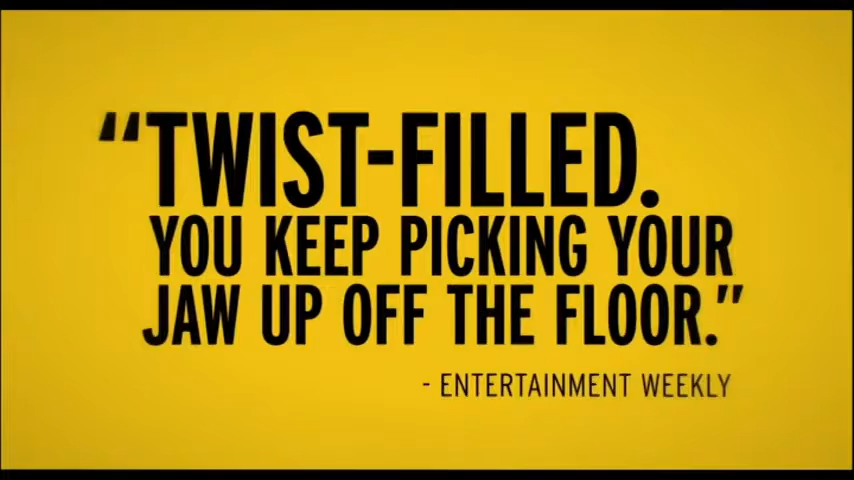 “TWIST-FILLED.
YOU KEEP PICKING YOUR
JAW UP OFF THE FLOOR.”
- ENTERTAINMENT WEEKLY